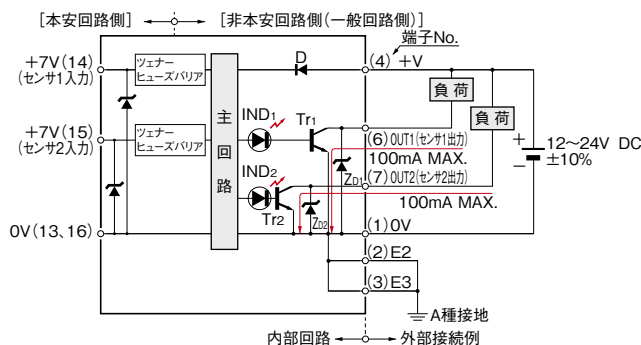 [本安回路側]
[非本安回路側(一般回路側)]
端子No.
+7V(14)
(センサ1入力)
ツェナー
ヒューズバリア
D
(4) +V
負荷
負荷
主回路
IND1
Tr1
(6) OUT1(センサ1出力)
100mA MAX.
+
−
12〜24V DC
±10%
+7V(15)
(センサ2入力)
ツェナー
ヒューズバリア
IND2
ZD1
(7) OUT2(センサ2出力)
100mA MAX.
Tr2
ZD2
0V(13、16)
(1) 0V
(2) E2
(3) E3
A種接地
内部回路
外部接続例